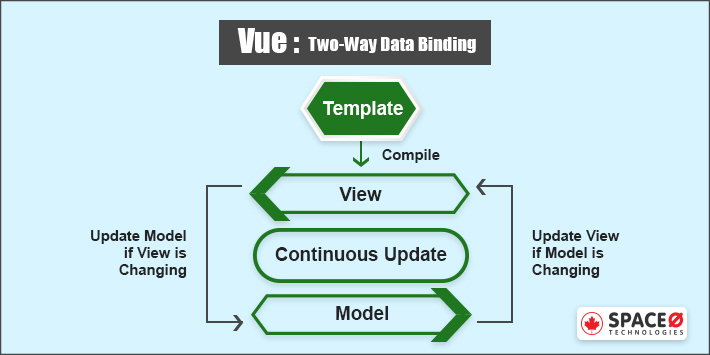 Vue : Two-Way Data Binding
Template
Compile
View
Update Model
if View is
Changing
Continuous Update
Update View
if Model is
Changing
Model
SPACEO
TECHNOLOGIES